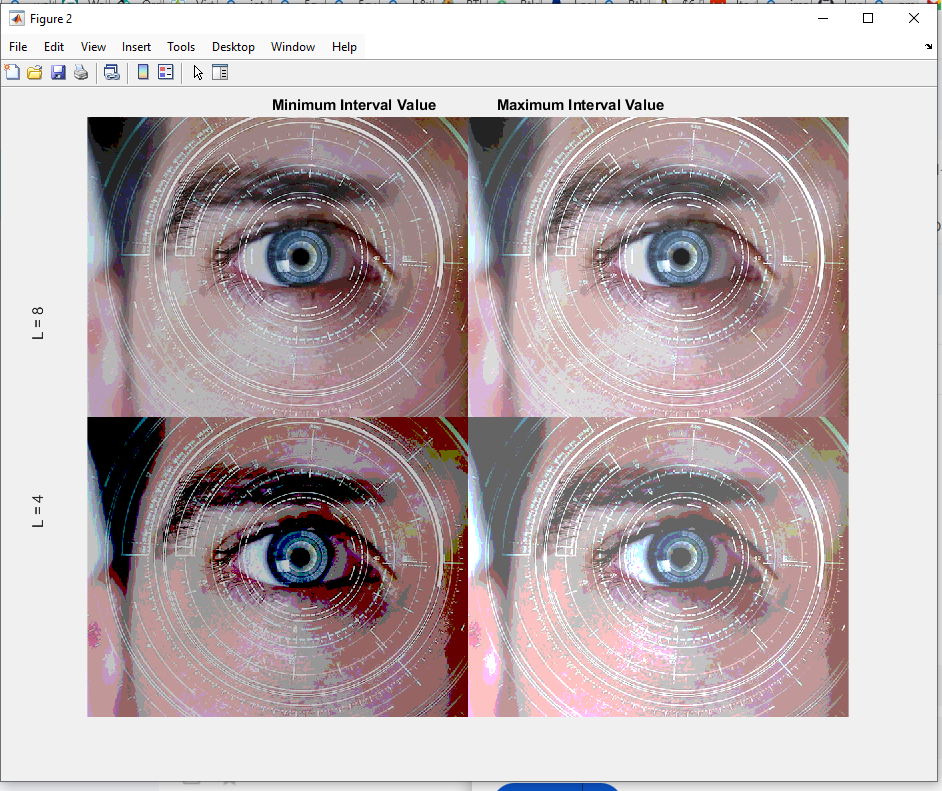 Figure 2
File Edit View Insert Tools Desktop Window Help
Minimum Interval Value Maximum Interval Value
L = 8
L = 4